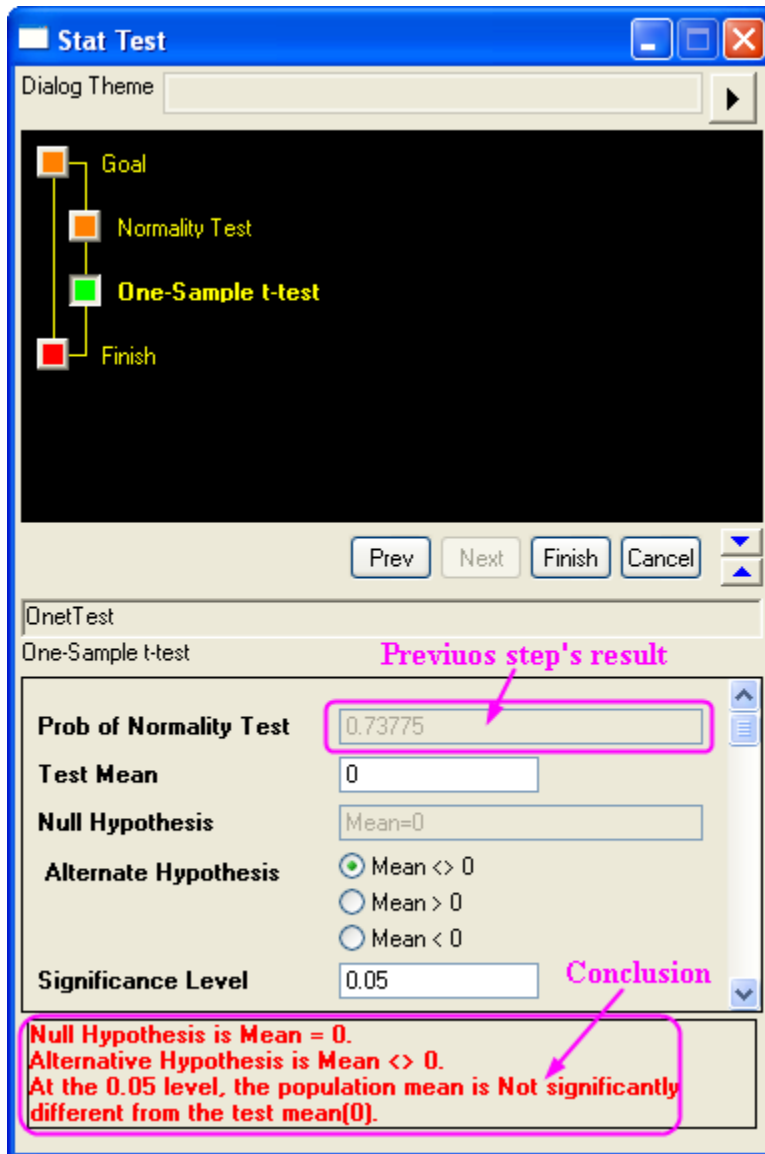 Stat Test
Dialog Theme
Goal
Normality Test
One-Sample t-test
Finish
Prev Next Finish Cancel
OnetTest
One-Sample t-test
Previuos step's result
Prob of Normality Test 0.73775
Test Mean 0
Null Hypothesis Mean=0
Alternate Hypothesis Mean <> 0
Mean > 0
Mean < 0
Significance Level 0.05
Conclusion
Null Hypothesis is Mean = 0.
Alternative Hypothesis is Mean <> 0.
At the 0.05 level, the population mean is Not significantly
different from the test mean(0).